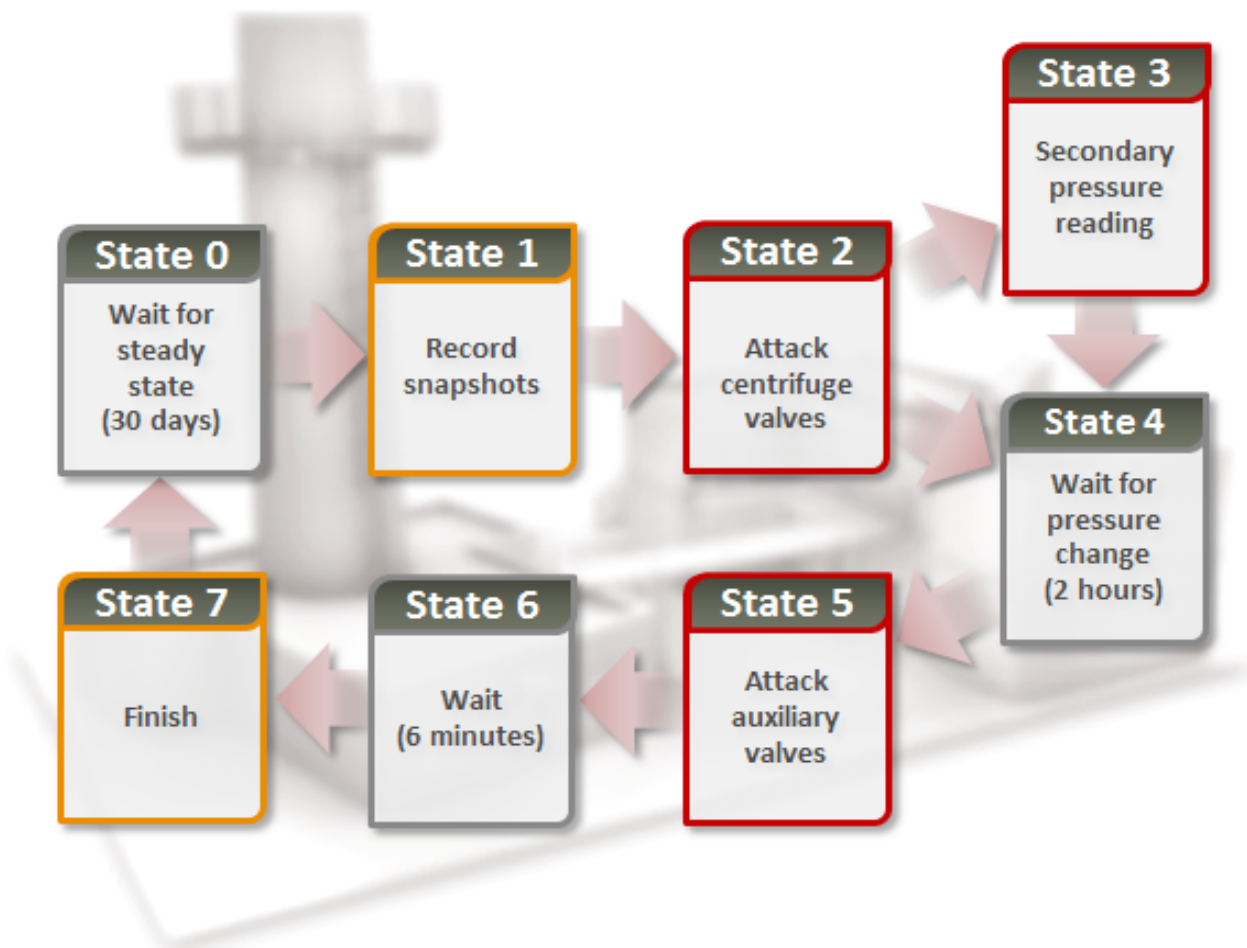 State 0
Wait for
steady
state
(30 days)
State 1
Record
snapshots
State 2
Attack
centrifuge
valves
State 3
Secondary
pressure
reading
State 4
Wait for
pressure
change
(2 hours)
State 5
Attack
auxiliary
valves
State 6
Wait
(6 minutes)
State 7
Finish